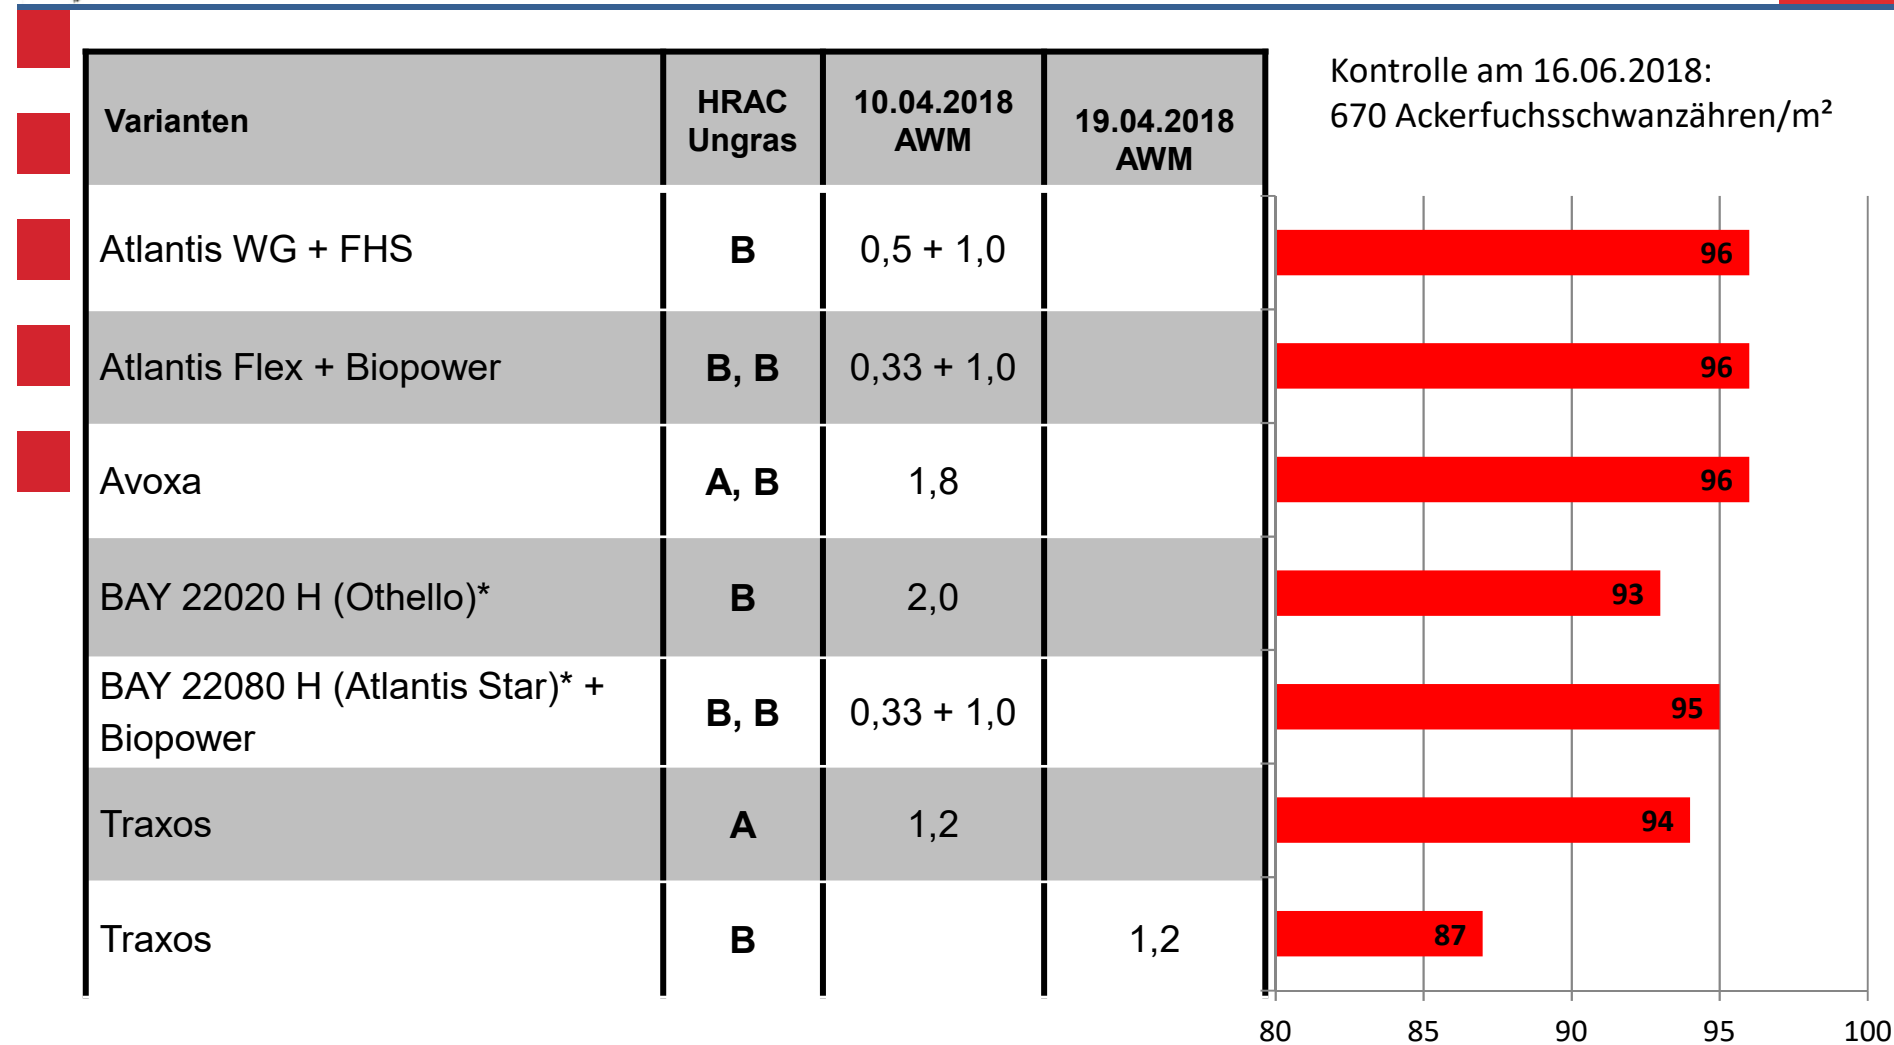 Varianten
HRAC
Ungras
10.04.2018
AWM
19.04.2018
AWM
Kontrolle am 16.06.2018:
670 Ackerfuchsschwanzähren/m²
Atlantis WG + FHS
B
0,5 + 1,0
96
Atlantis Flex + Biopower
B, B
0,33 + 1,0
96
Avoxa
A, B
1,8
96
BAY 22020 H (Othello)*
B
2,0
93
BAY 22080 H (Atlantis Star)* +
Biopower
B, B
0,33 + 1,0
95
Traxos
A
1,2
94
Traxos
B
1,2
87
80 85 90 95 100